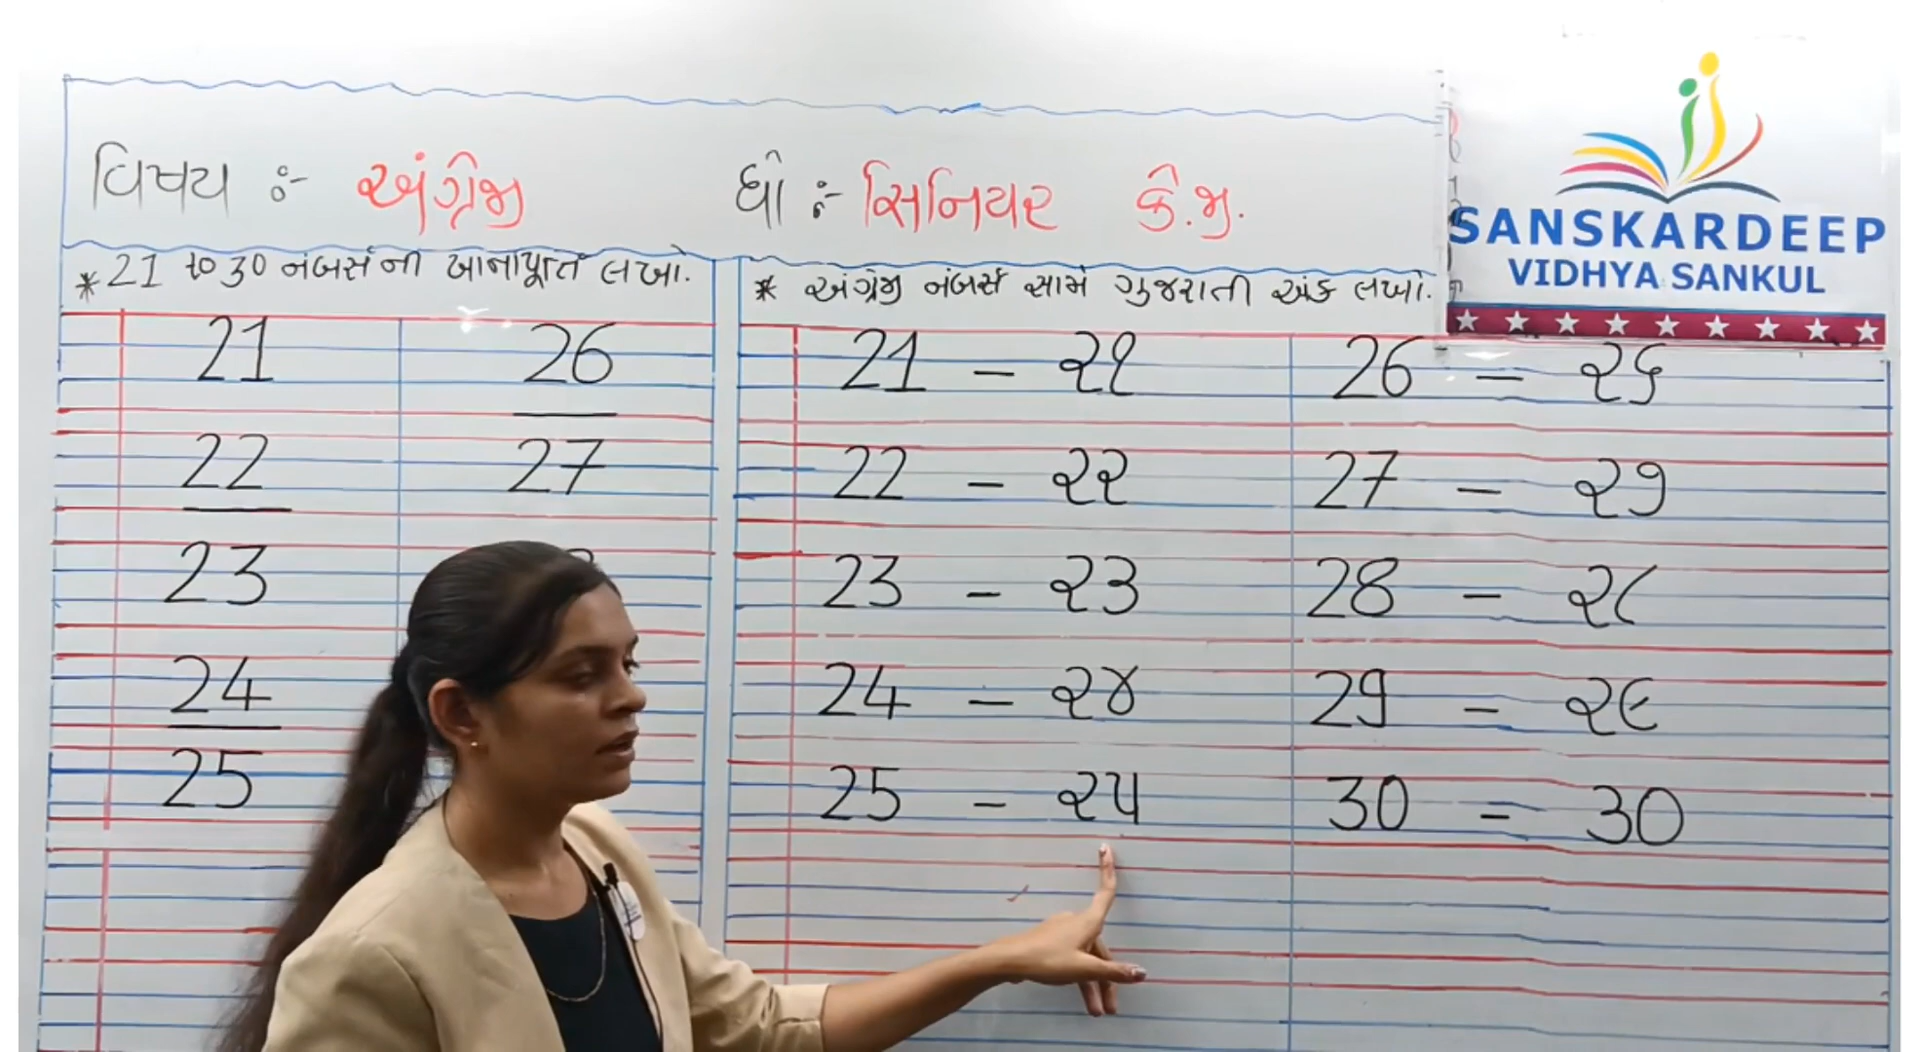 વિષય ઃ- અંગ્રેજી
ધો ઃ- સિનિયર કે.જી.
SANSKARDEEP
VIDHYA SANKUL
* 21 to 30 નંબર્સની ખાનાપૂર્તિ લખો.
21 26
22 27
23
24
25
* અંગ્રેજી નંબર્સ સામે ગુજરાતી અંક લખો.
21 - ૨૧ 26 - ૨૬
22 - ૨૨ 27 - ૨૭
23 - ૨૩ 28 - ૨૮
24 - ૨૪ 29 - ૨૯
25 - ૨૫ 30 - ૩૦